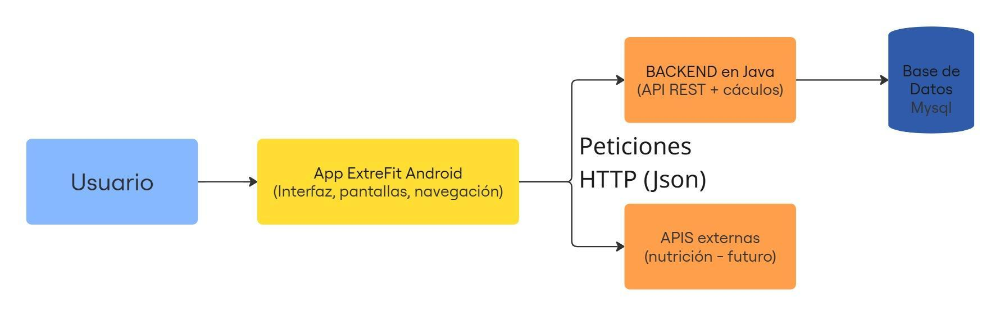 Usuario
App ExtreFit Android
(Interfaz, pantallas, navegación)
Peticiones
HTTP (Json)
BACKEND en Java
(API REST + cáculos)
APIS externas
(nutrición - futuro)
Base de
Datos
Mysql